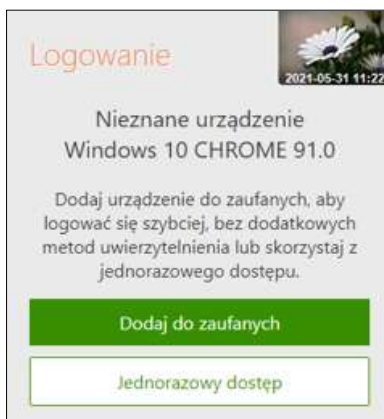 Logowanie
2021-05-31 11:22
Nieznane urządzenie
Windows 10 CHROME 91.0
Dodaj urządzenie do zaufanych, aby
logować się szybciej, bez dodatkowych
metod uwierzytelnienia lub skorzystaj z
jednorazowego dostępu.
Dodaj do zaufanych
Jednorazowy dostęp